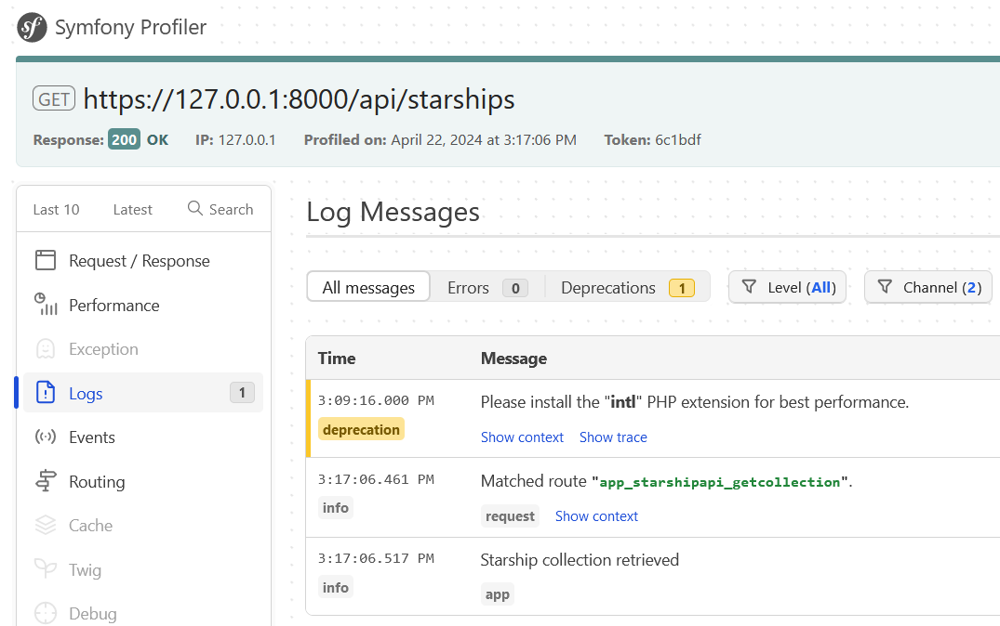 sf Symfony Profiler
GET https://127.0.0.1:8000/api/starships
Response: 200 OK IP: 127.0.0.1 Profiled on: April 22, 2024 at 3:17:06 PM Token: 6c1bdf
Last 10 Latest Search
Request / Response
Performance
Exception
Logs 1
Events
Routing
Cache
Twig
Debug
Log Messages
All messages Errors 0 Deprecations 1 Level (All) Channel (2)
Time Message
3:09:16.000 PM Please install the "intl" PHP extension for best performance.
deprecation Show context Show trace
3:17:06.461 PM Matched route "app_starshipapi_getcollection".
info request Show context
3:17:06.517 PM Starship collection retrieved
info app